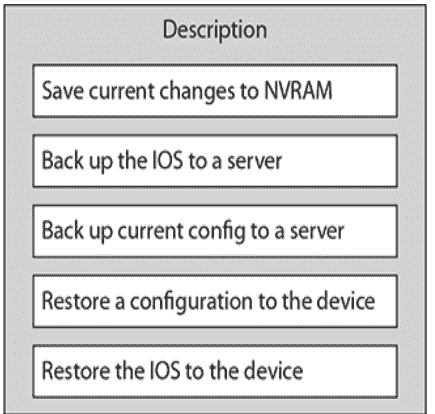 Description
Save current changes to NVRAM
Back up the IOS to a server
Back up current config to a server
Restore a configuration to the device
Restore the IOS to the device